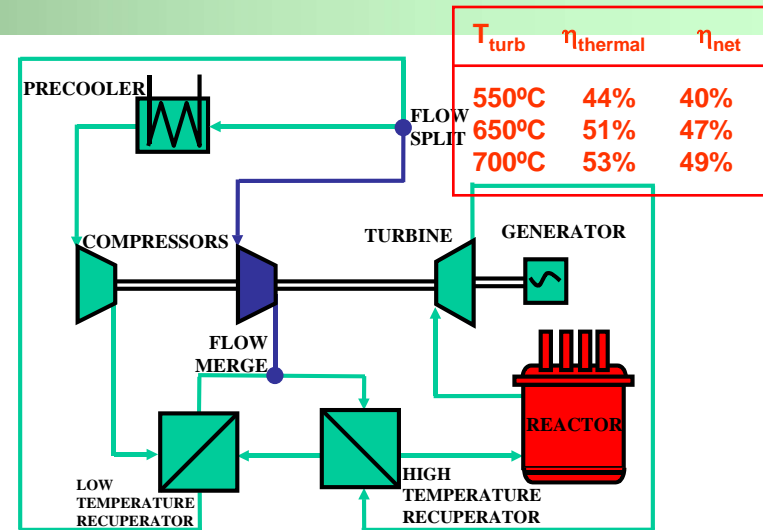 T turb η thermal η net
550ºC 44% 40%
650ºC 51% 47%
700ºC 53% 49%
PRECOOLER
FLOW
SPLIT
COMPRESSORS
TURBINE
GENERATOR
FLOW
MERGE
REACTOR
LOW
TEMPERATURE
RECUPERATOR
HIGH
TEMPERATURE
RECUPERATOR